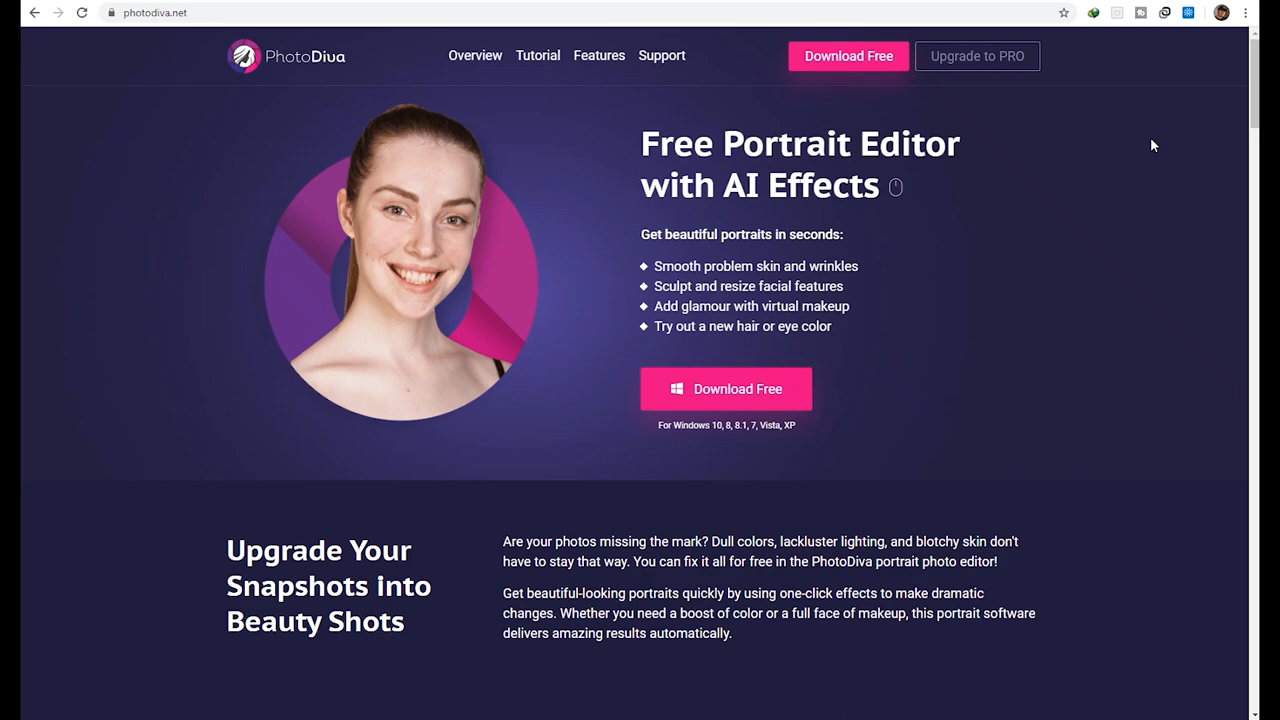 photodiva.net
PhotoDiva
Overview Tutorial Features Support
Download Free
Upgrade to PRO
Free Portrait Editor
with AI Effects
Get beautiful portraits in seconds:
Smooth problem skin and wrinkles
Sculpt and resize facial features
Add glamour with virtual makeup
Try out a new hair or eye color
Download Free
For Windows 10, 8, 8.1, 7, Vista, XP
Upgrade Your
Snapshots into
Beauty Shots
Are your photos missing the mark? Dull colors, lackluster lighting, and blotchy skin don't
have to stay that way. You can fix it all for free in the PhotoDiva portrait photo editor!
Get beautiful-looking portraits quickly by using one-click effects to make dramatic
changes. Whether you need a boost of color or a full face of makeup, this portrait software
delivers amazing results automatically.